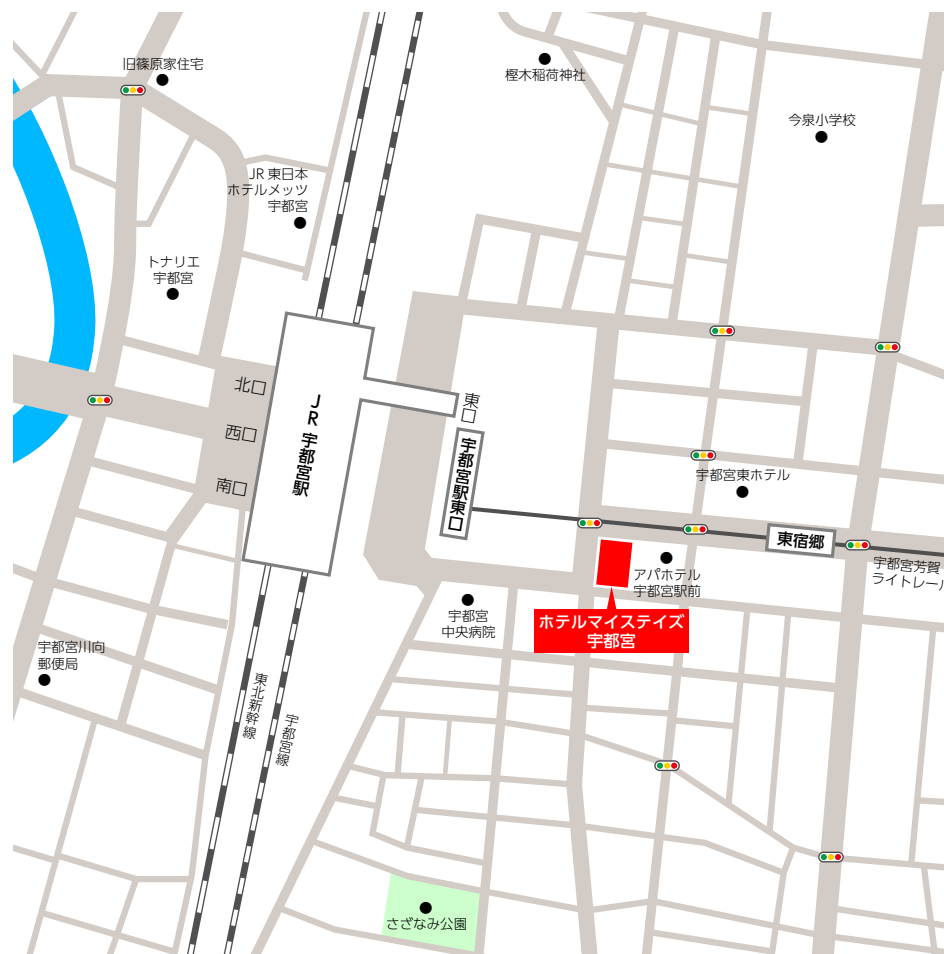 旧篠原家住宅
樫木稲荷神社
今泉小学校
JR 東日本
ホテルメッツ
宇都宮
トナリエ
宇都宮
北口
西口
南口
JR 宇都宮駅
東口
宇都宮駅東口
宇都宮東ホテル
東宿郷
宇都宮芳賀
ライトレール
アパホテル
宇都宮駅前
ホテルマイステイズ
宇都宮
宇都宮
中央病院
宇都宮川向
郵便局
東北新幹線
宇都宮線
さざなみ公園